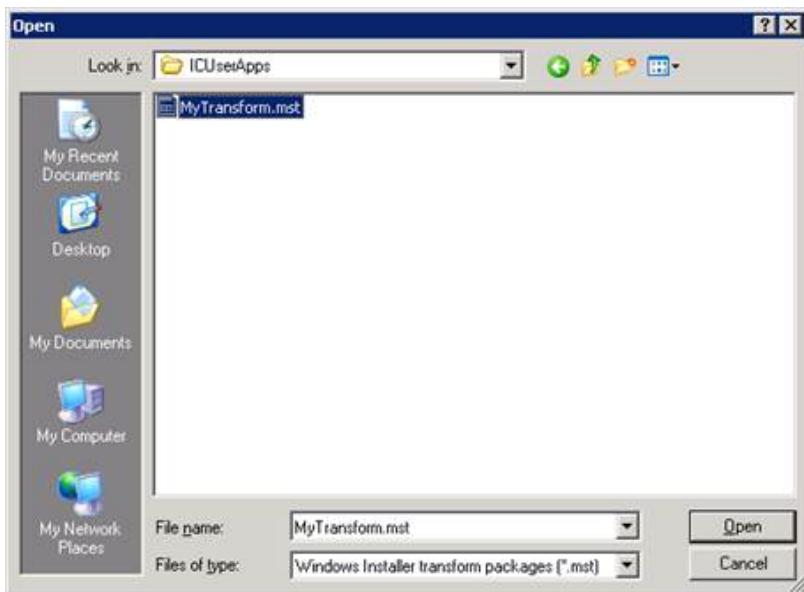 Open
Look in:
ICUserApps
MyTransform.mst
My Recent
Documents
Desktop
My Documents
My Computer
My Network
Places
File name:
MyTransform.mst
Open
Files of type:
Windows Installer transform packages (*.mst)
Cancel